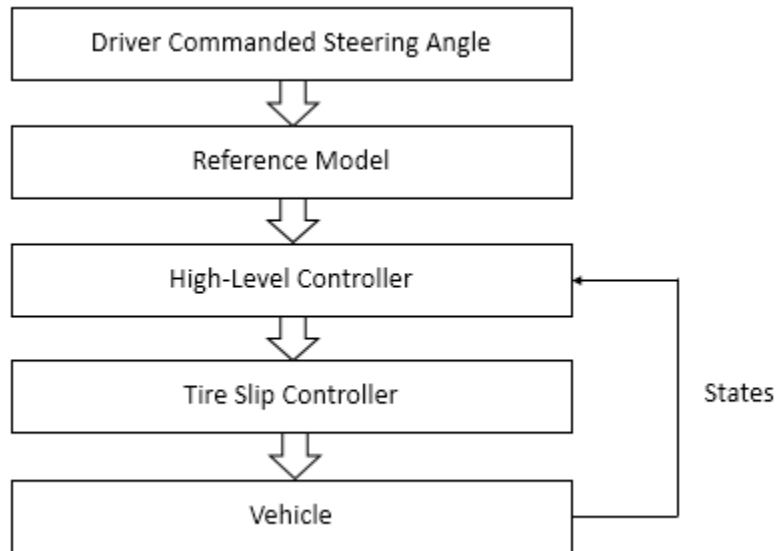 Driver Commanded Steering Angle
Reference Model
High-Level Controller
Tire Slip Controller
States
Vehicle